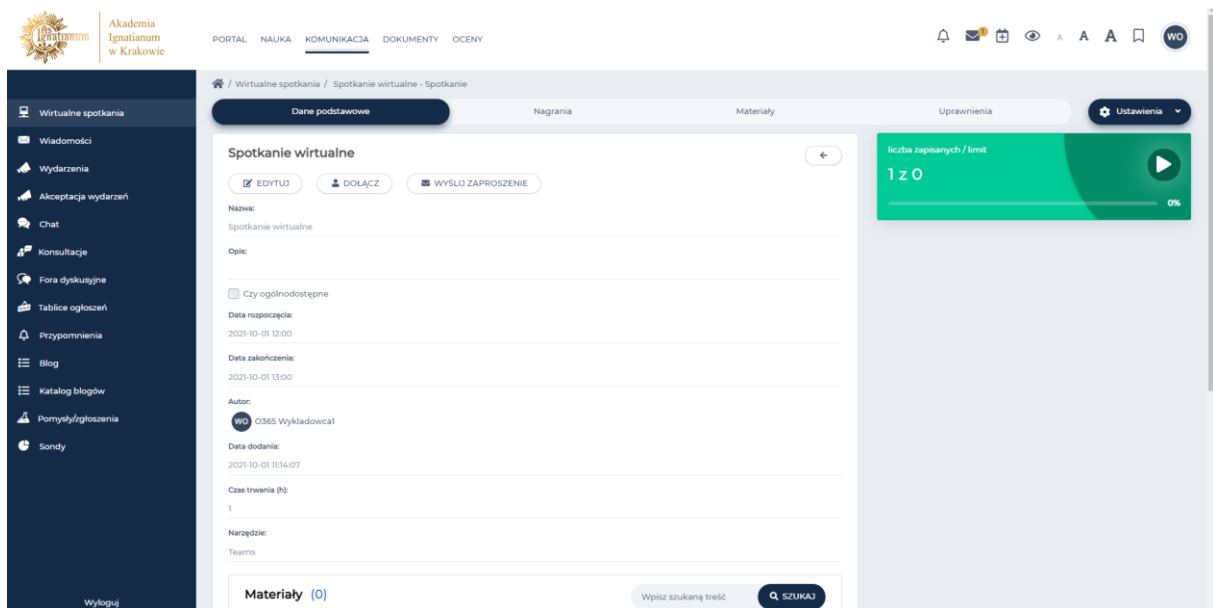 Ignatianum
Akademia
Ignatianum
w Krakowie
PORTAL NAUKA KOMUNIKACJA DOKUMENTY OCENY
1 A A A WO
/ Wirtualne spotkania / Spotkanie wirtualne - Spotkanie
Dane podstawowe Nagrania Materiały Uprawnienia Ustawienia
Wirtualne spotkania
Wiadomości
Wydarzenia
Akceptacja wydarzeń
Chat
Konsultacje
Fora dyskusyjne
Tablice ogłoszeń
Przypomnienia
Blog
Katalog blogów
Pomysły/zgłoszenia
Sondy
Wyloguj
Spotkanie wirtualne
EDYTUJ DOŁĄCZ WYŚLIJ ZAPROSZENIE
Nazwa:
Spotkanie wirtualne
Opis:
Czy ogólnodostępne
Data rozpoczęcia:
2021-10-01 12:00
Data zakończenia:
2021-10-01 13:00
Autor:
WO O365 Wykladowca1
Data dodania:
2021-10-01 11:14:07
Czas trwania (h):
1
Narzędzie:
Teams
Materiały (0) Wpisz szukaną treść SZUKAJ
liczba zapisanych / limit
1 z 0
0%